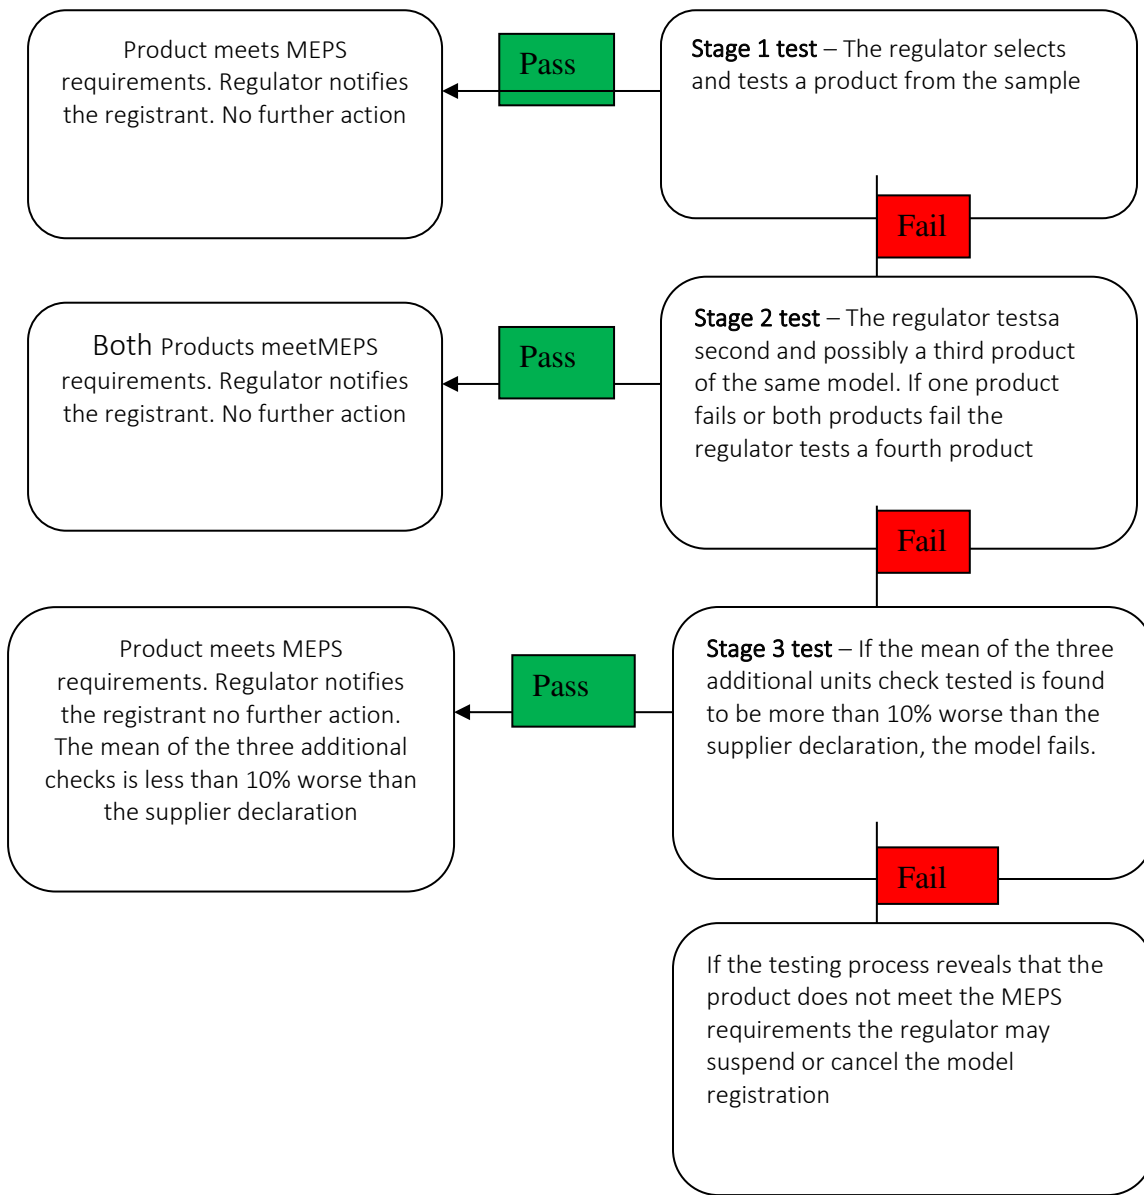 Product meets MEPS
requirements. Regulator notifies
the registrant. No further action
Pass
Stage 1 test – The regulator selects
and tests a product from the sample
Fail
Both Products meetMEPS
requirements. Regulator notifies
the registrant. No further action
Pass
Stage 2 test – The regulator testsa
second and possibly a third product
of the same model. If one product
fails or both products fail the
regulator tests a fourth product
Fail
Product meets MEPS
requirements. Regulator notifies
the registrant no further action.
The mean of the three additional
checks is less than 10% worse than
the supplier declaration
Pass
Stage 3 test – If the mean of the three
additional units check tested is found
to be more than 10% worse than the
supplier declaration, the model fails.
Fail
If the testing process reveals that the
product does not meet the MEPS
requirements the regulator may
suspend or cancel the model
registration